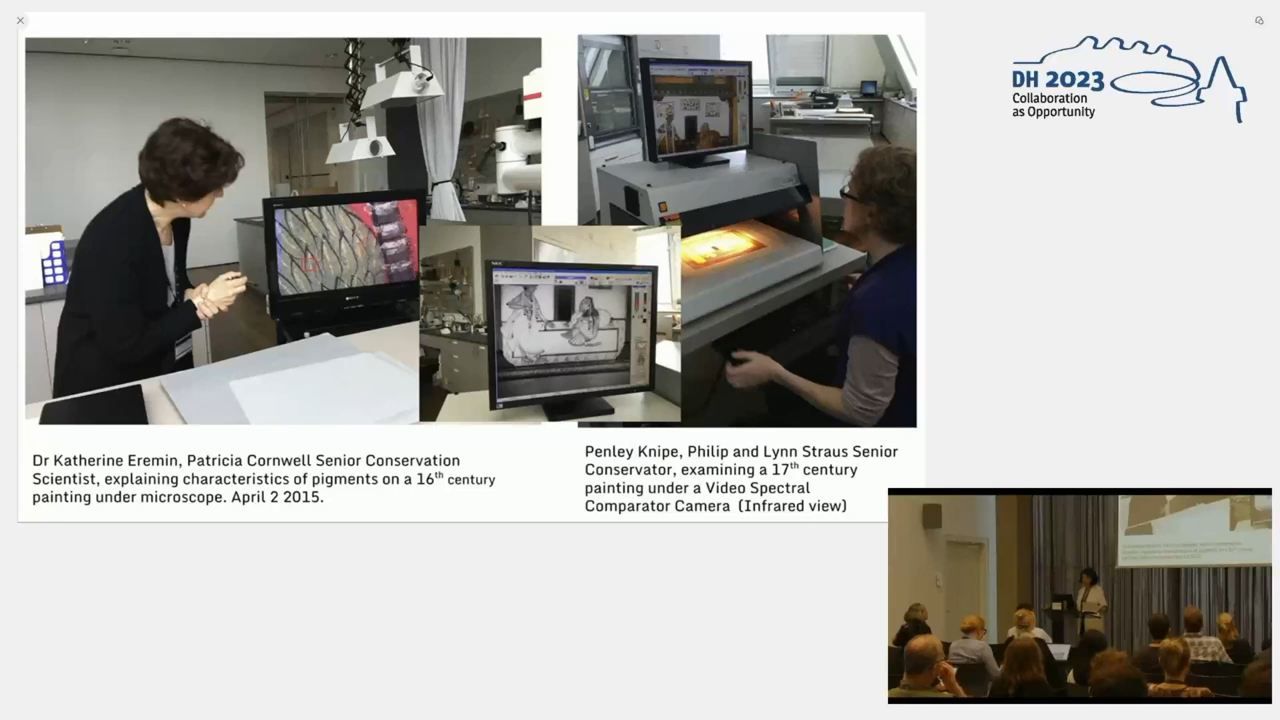 DH 2023
Collaboration
as Opportunity
Dr Katherine Eremin, Patricia Cornwell Senior Conservation
Scientist, explaining characteristics of pigments on a 16th century
painting under microscope. April 2 2015.
Penley Knipe, Philip and Lynn Straus Senior
Conservator, examining a 17th century
painting under a Video Spectral
Comparator Camera (Infrared view)